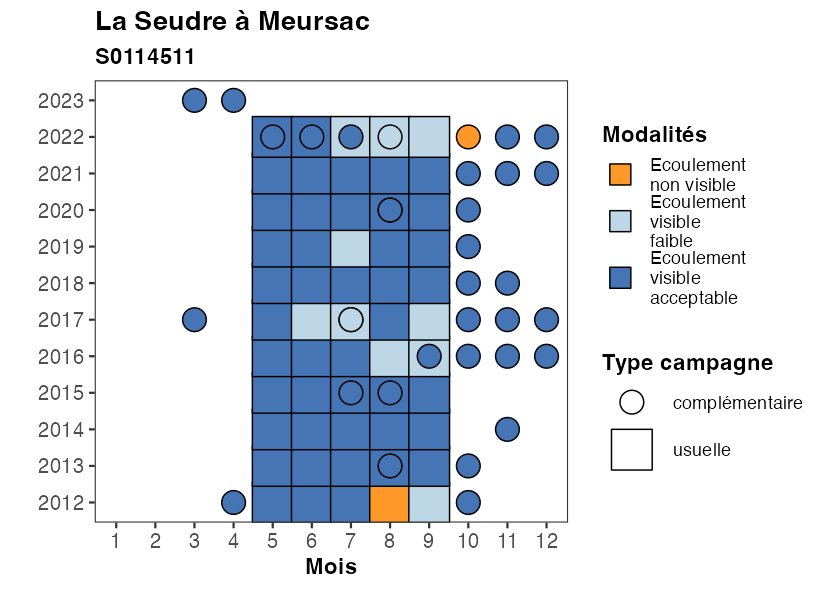 La Seudre à Meursac
S0114511
2023
2022
2021
2020
2019
2018
2017
2016
2015
2014
2013
2012
1 2 3 4 5 6 7 8 9 10 11 12
Mois
Modalités
Ecoulement
non visible
Ecoulement
visible
faible
Ecoulement
visible
acceptable
Type campagne
complémentaire
usuelle